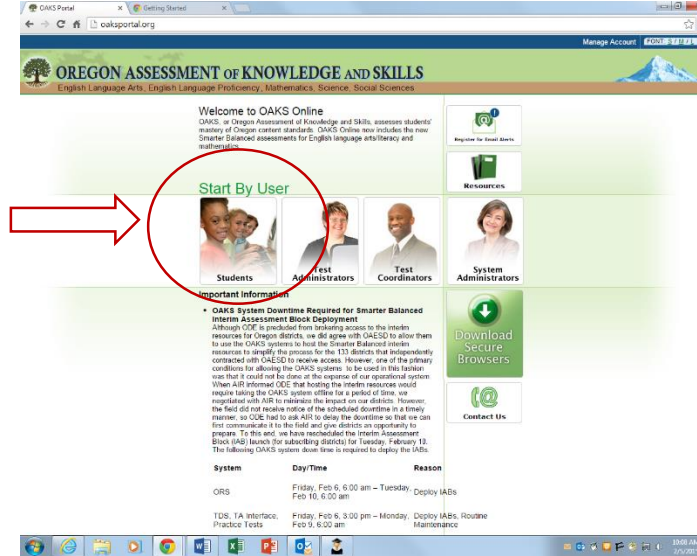 OAKS Portal
Getting Started
oaksportal.org
Manage Account FONT: S / M / L
OREGON ASSESSMENT OF KNOWLEDGE AND SKILLS
English Language Arts, English Language Proficiency, Mathematics, Science, Social Sciences
Welcome to OAKS Online
OAKS, or Oregon Assessment of Knowledge and Skills, assesses students'
mastery of Oregon content standards. OAKS Online now includes the new
Smarter Balanced assessments for English language arts/literacy and
mathematics.
Register for Email Alerts
Resources
Start By User
Students
Test
Administrators
Test
Coordinators
System
Administrators
Important Information
• OAKS System Downtime Required for Smarter Balanced
Interim Assessment Block Deployment
Although ODE is precluded from brokering access to the interim
resources for Oregon districts, we did agree with OAESD to allow them
to use the OAKS systems to host the Smarter Balanced interim
resources to simplify the process for the 133 districts that independently
contracted with OAESD to receive access. However, one of the primary
conditions for allowing the OAKS systems to be used in this fashion
was that it could not be done at the expense of our operational system.
When AIR informed ODE that hosting the interim resources would
require taking the OAKS system offline for a period of time, we
negotiated with AIR to minimize the impact on our districts. However,
the field did not receive notice of the scheduled downtime in a timely
manner, so ODE had to ask AIR to delay the downtime so that we can
first communicate it to the field and give districts an opportunity to
prepare. To this end, we have rescheduled the Interim Assessment
Block (IAB) launch (for subscribing districts) for Tuesday, February 10.
The following OAKS system down time is required to deploy the IABs.
Download
Secure
Browsers
Contact Us
System Day/Time Reason
ORS Friday, Feb 6, 6:00 am – Tuesday, Feb 10, 6:00 am Deploy IABs
TDS, TA Interface, Practice Tests Friday, Feb 6, 3:00 pm – Monday, Feb 9, 6:00 am Deploy IABs, Routine Maintenance
10:08 AM